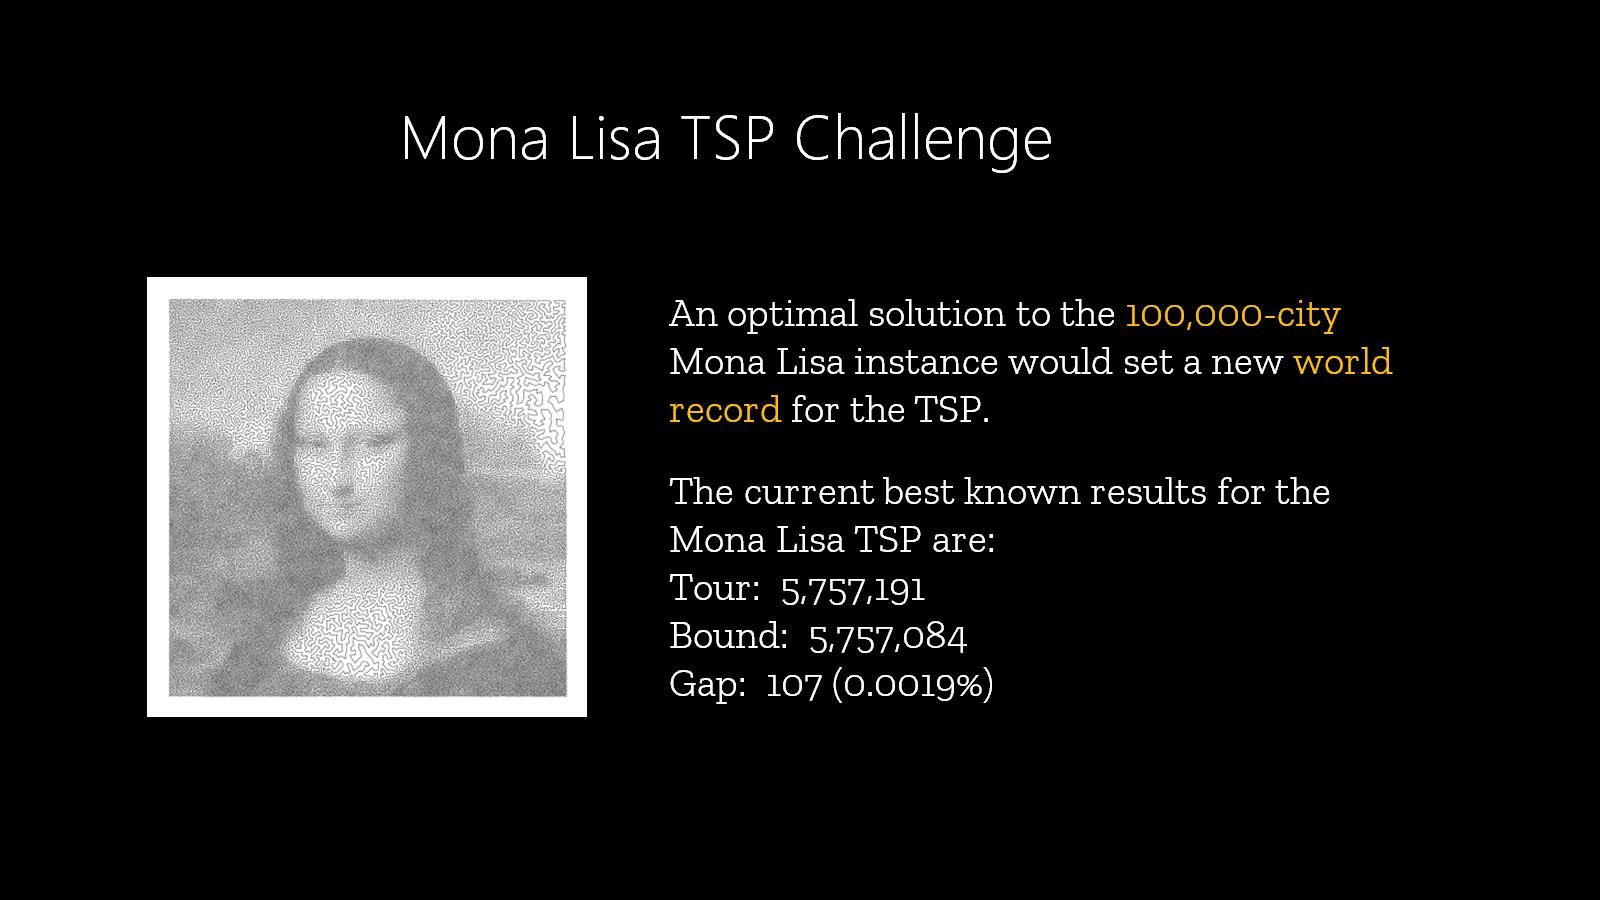 Mona Lisa TSP Challenge
An optimal solution to the 100,000-city
Mona Lisa instance would set a new world
record for the TSP.
The current best known results for the
Mona Lisa TSP are:
Tour: 5,757,191
Bound: 5,757,084
Gap: 107 (0.0019%)